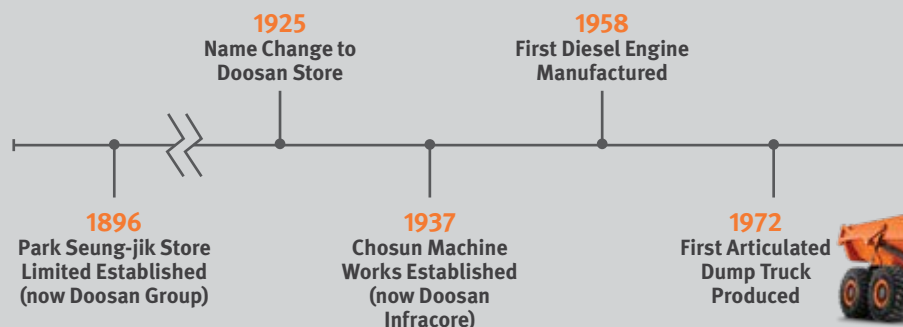 1925
Name Change to
Doosan Store
1958
First Diesel Engine
Manufactured
1896
Park Seung-jik Store
Limited Established
(now Doosan Group)
1937
Chosun Machine
Works Established
(now Doosan
Infracore)
1972
First Articulated
Dump Truck
Produced